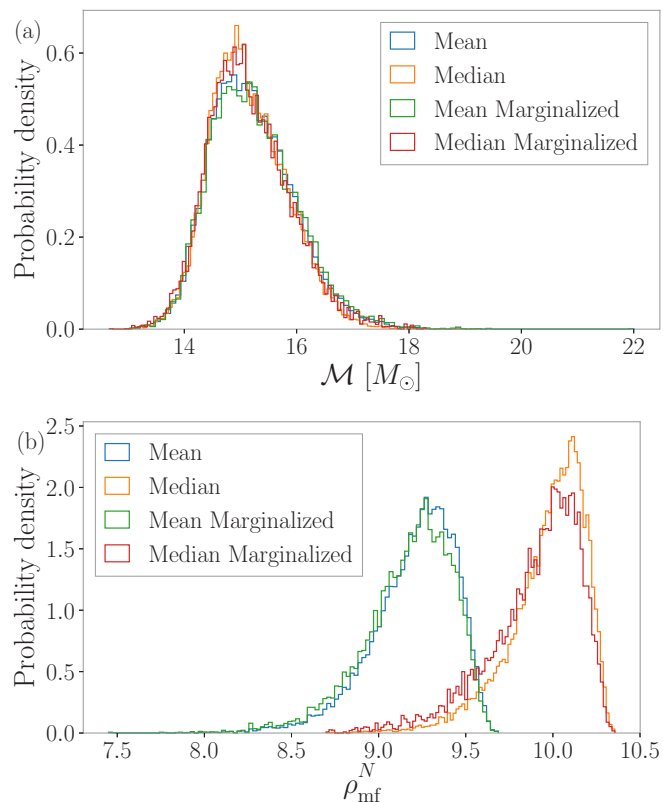 (a)
Probability density
0.6
0.4
0.2
0.0
Mean
Median
Mean Marginalized
Median Marginalized
14 16 18 20 22
ℳ [M⊙]
(b)
Probability density
2.5
2.0
1.5
1.0
0.5
0.0
Mean
Median
Mean Marginalized
Median Marginalized
7.5 8.0 8.5 9.0 9.5 10.0 10.5
ρ_mf^N